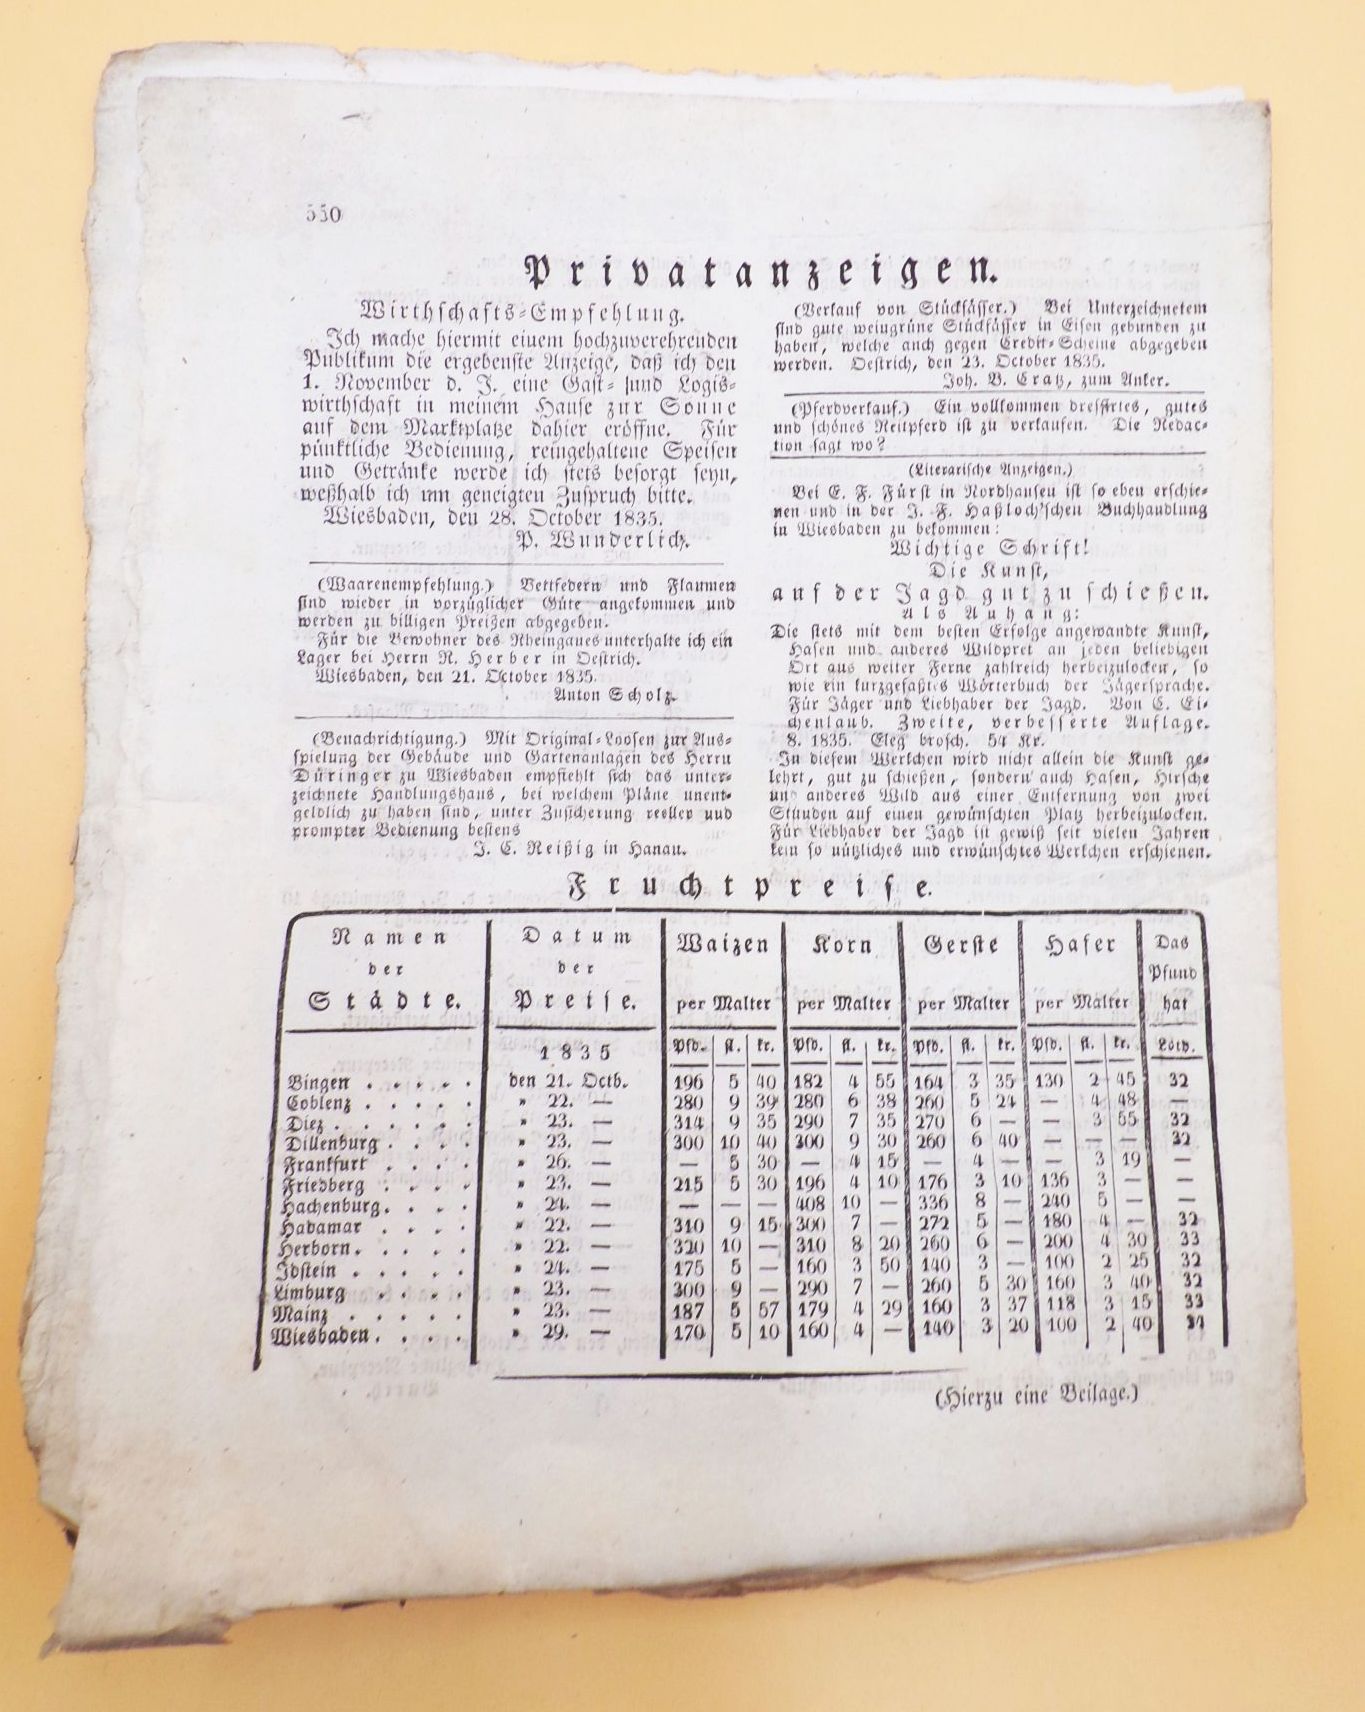 550
Privatanzeigen.
Wirthschafts-Empfehlung.
Ich mache hiermit einem hochzuverehrenden
Publikum die ergebenste Anzeige, daß ich den
1. November d. J. eine Gast- und Logis-
wirthschaft in meinem Hause zur Sonne
auf dem Marktplatze dahier eröffne. Für
pünktliche Bedienung, reingehaltene Speisen
und Getränke werde ich stets besorgt seyn,
weßhalb ich um geneigten Zuspruch bitte.
Wiesbaden, den 28. October 1835.
P. Wunderlich.
(Waarenempfehlung.) Bettfedern und Flaumen
sind wieder in vorzüglicher Güte angekommen und
werden zu billigen Preißen abgegeben.
Für die Bewohner des Rheingaues unterhalte ich ein
Lager bei Herrn R. Herber in Oestrich.
Wiesbaden, den 21. October 1835.
Anton Scholz.
(Benachrichtigung.) Mit Original-Loosen zur Aus-
spielung der Gebäude und Gartenanlagen des Herrn
Düringer zu Wiesbaden empfiehlt sich das unter-
zeichnete Handlungshaus, bei welchem Pläne unent-
geldlich zu haben sind, unter Zusicherung reeller und
prompter Bedienung bestens
J. C. Reißig in Hanau.
(Verkauf von Stückfässer.) Bei Unterzeichnetem
sind gute weingrüne Stückfässer in Eisen gebunden zu
haben, welche auch gegen Credit-Scheine abgegeben
werden. Oestrich, den 23. October 1835.
Joh. B. Cratz, zum Anker.
(Pferdverkauf.) Ein vollkommen dressirtes, gutes
und schönes Reitpferd ist zu verkaufen. Die Redac-
tion sagt wo?
(Literarische Anzeigen.)
Bei E. F. Fürst in Nordhausen ist so eben erschie-
nen und in der J. F. Haßloch'schen Buchhandlung
in Wiesbaden zu bekommen:
Wichtige Schrift!
Die Kunst,
auf der Jagd gut zu schießen.
Als Anhang:
Die stets mit dem besten Erfolge angewandte Kunst,
Hasen und anderes Wildpret an jeden beliebigen
Ort aus weiter Ferne zahlreich herbeizulocken, so
wie ein kurzgefaßtes Wörterbuch der Jägersprache.
Für Jäger und Liebhaber der Jagd. Von C. Ei-
chenlaub. Zweite, verbesserte Auflage.
8. 1835. Eleg brosch. 54 Kr.
In diesem Werkchen wird nicht allein die Kunst ge-
lehrt, gut zu schießen, sondern auch Hasen, Hirsche
und anderes Wild aus einer Entfernung von zwei
Stunden auf einen gewünschten Platz herbeizulocken.
Für Liebhaber der Jagd ist gewiß seit vielen Jahren
kein so nützliches und erwünschtes Werkchen erschienen.
Fruchtpreise.
Namen der Städte. Datum der Preise. Waizen per Malter Korn per Malter Gerste per Malter Hafer per Malter Das Pfund hat
1835 Pfd. fl. kr. Pfd. fl. kr. Pfd. fl. kr. Pfd. fl. kr. Loth.
Bingen . . . . . den 21. Octb. 196 5 40 182 4 55 164 3 35 130 2 45 32
Coblenz . . . . . " 22. — 280 9 39 280 6 38 260 5 24 — 4 48 —
Diez . . . . . . " 23. — 314 9 35 290 7 35 270 6 — — 3 55 32
Dillenburg . . . . " 23. — 300 10 40 300 9 30 260 6 40 — — — 32
Frankfurt . . . . " 26. — — 5 30 — 4 15 — 4 — — 3 19 —
Friedberg . . . . " 23. — 215 5 30 196 4 10 176 3 10 136 3 — —
Hachenburg. . . . " 24. — — — — 408 10 — 336 8 — 240 5 — —
Hadamar . . . . " 22. — 310 9 15 300 7 — 272 5 — 180 4 — 32
Herborn. . . . . " 22. — 320 10 — 310 8 20 260 6 — 200 4 30 33
Idstein . . . . . " 24. — 175 5 — 160 3 50 140 3 — 100 2 25 32
Limburg . . . . " 23. — 300 9 — 290 7 — 260 5 30 160 3 40 32
Mainz . . . . . " 23. — 187 5 57 179 4 29 160 3 37 118 3 15 33
Wiesbaden. . . . " 29. — 170 5 10 160 4 — 140 3 20 100 2 40 34
(Hierzu eine Beilage.)